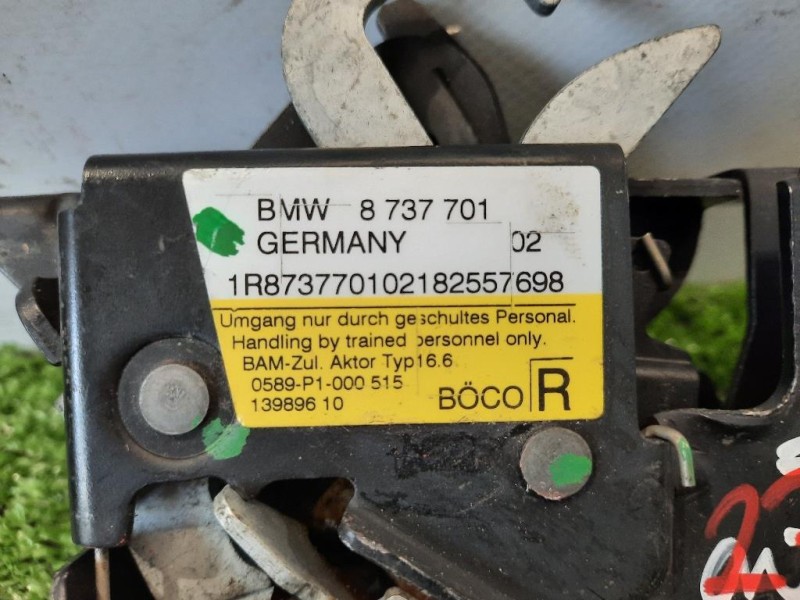 BMW 8 737 701
GERMANY 02
1R873770102182557698
Umgang nur durch geschultes Personal.
Handling by trained personnel only.
BAM-Zul. Aktor Typ16.6
0589-P1-000 515
139896 10
BÖCO R